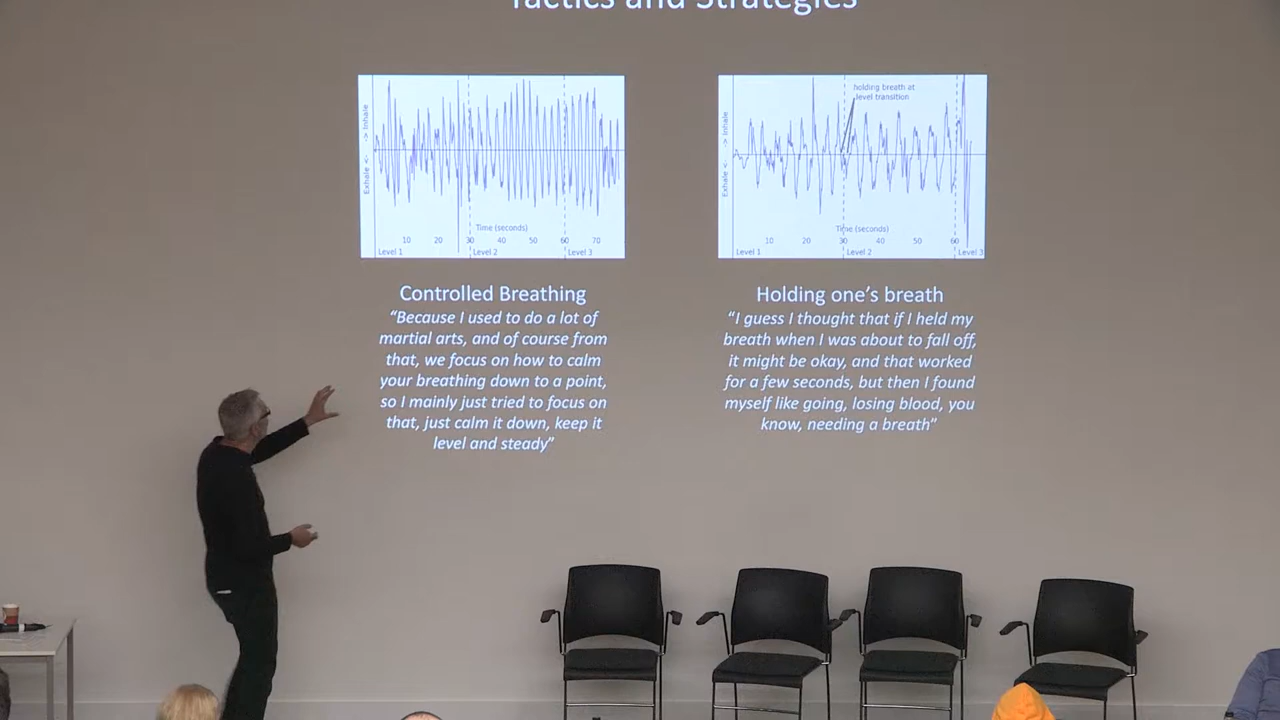 Tactics and Strategies
Exhale <- -> Inhale
Time (seconds)
10 20 30 40 50 60 70
Level 1 Level 2 Level 3
Exhale <- -> Inhale
holding breath at
level transition
Time (seconds)
10 20 30 40 50 60
Level 1 Level 2 Level 3
Controlled Breathing
“Because I used to do a lot of
martial arts, and of course from
that, we focus on how to calm
your breathing down to a point,
so I mainly just tried to focus on
that, just calm it down, keep it
level and steady”
Holding one’s breath
“I guess I thought that if I held my
breath when I was about to fall off,
it might be okay, and that worked
for a few seconds, but then I found
myself like going, losing blood, you
know, needing a breath”